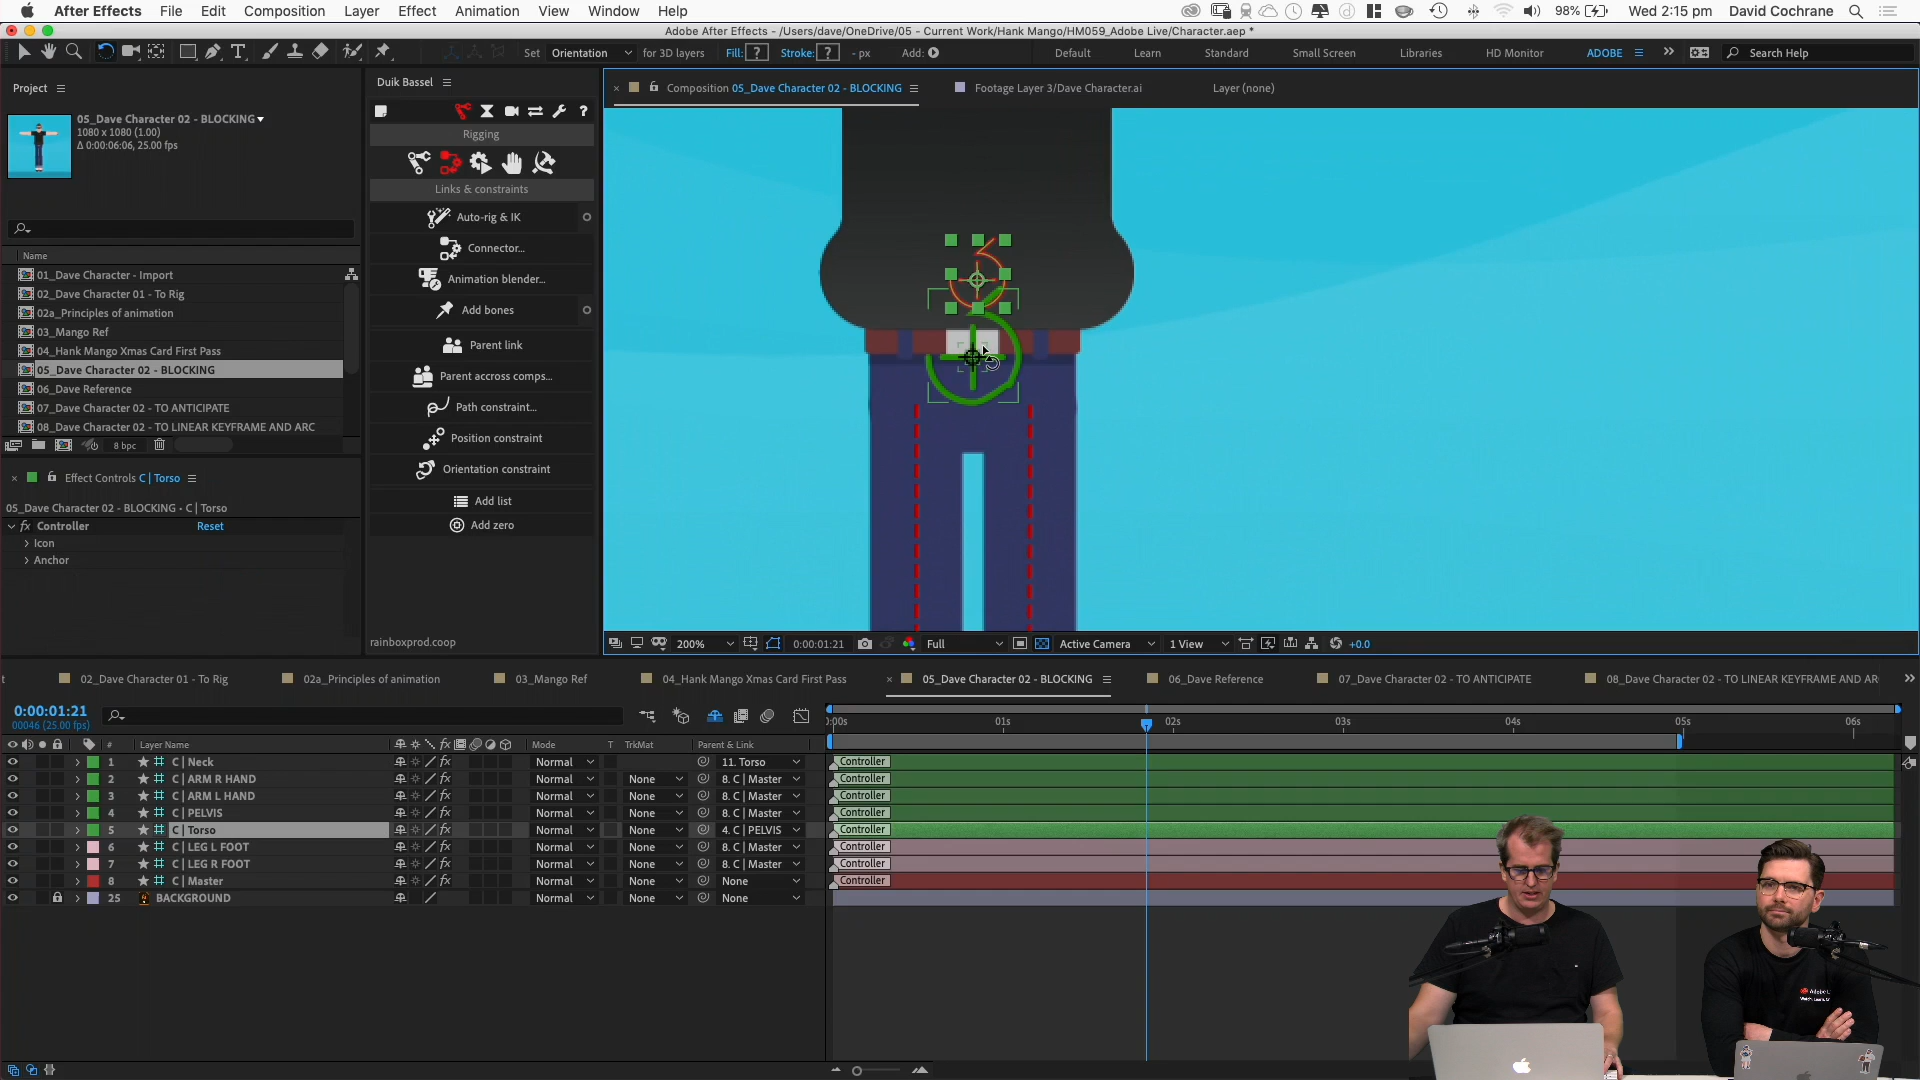 After Effects File Edit Composition Layer Effect Animation View Window Help 98% Wed 2:15 pm David Cochrane
Adobe After Effects - /Users/dave/OneDrive/05 - Current Work/Hank Mango/HM059_Adobe Live/Character.aep *
T Set Orientation for 3D layers Fill: ? Stroke: ? - px Add: Default Learn Standard Small Screen Libraries HD Monitor ADOBE » Search Help
Project
05_Dave Character 02 - BLOCKING
1080 x 1080 (1.00)
Δ 0:00:06:06, 25.00 fps
Name
01_Dave Character - Import
02_Dave Character 01 - To Rig
02a_Principles of animation
03_Mango Ref
04_Hank Mango Xmas Card First Pass
05_Dave Character 02 - BLOCKING
06_Dave Reference
07_Dave Character 02 - TO ANTICIPATE
08_Dave Character 02 - TO LINEAR KEYFRAME AND ARC
8 bpc
Effect Controls C | Torso
05_Dave Character 02 - BLOCKING • C | Torso
fx Controller Reset
Icon
Anchor
Duik Bassel
?
Rigging
Links & constraints
Auto-rig & IK
Connector...
Animation blender...
Add bones
Parent link
Parent accross comps...
Path constraint...
Position constraint
Orientation constraint
Add list
Add zero
rainboxprod.coop
Composition 05_Dave Character 02 - BLOCKING
Footage Layer 3/Dave Character.ai
Layer (none)
200% 0:00:01:21 Full Active Camera 1 View +0.0
t 02_Dave Character 01 - To Rig 02a_Principles of animation 03_Mango Ref 04_Hank Mango Xmas Card First Pass 05_Dave Character 02 - BLOCKING 06_Dave Reference 07_Dave Character 02 - TO ANTICIPATE 08_Dave Character 02 - TO LINEAR KEYFRAME AND AR »
0:00:01:21
00046 (25.00 fps)
:00s 01s 02s 03s 04s 05s 06s
# Layer Name fx Mode T TrkMat Parent & Link
1 C | Neck fx Normal 11. Torso Controller
2 C | ARM R HAND fx Normal None 8. C | Master Controller
3 C | ARM L HAND fx Normal None 8. C | Master Controller
4 C | PELVIS fx Normal None 8. C | Master Controller
5 C | Torso fx Normal None 4. C | PELVIS Controller
6 C | LEG L FOOT fx Normal None 8. C | Master Controller
7 C | LEG R FOOT fx Normal None 8. C | Master Controller
8 C | Master fx Normal None None Controller
25 BACKGROUND Normal None None
Adobe L